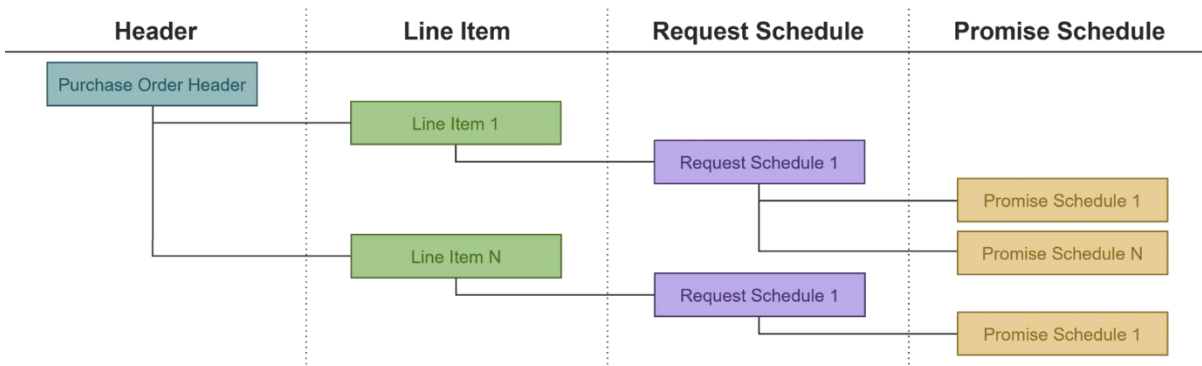 Header
Line Item
Request Schedule
Promise Schedule
Purchase Order Header
Line Item 1
Request Schedule 1
Promise Schedule 1
Promise Schedule N
Line Item N
Request Schedule 1
Promise Schedule 1